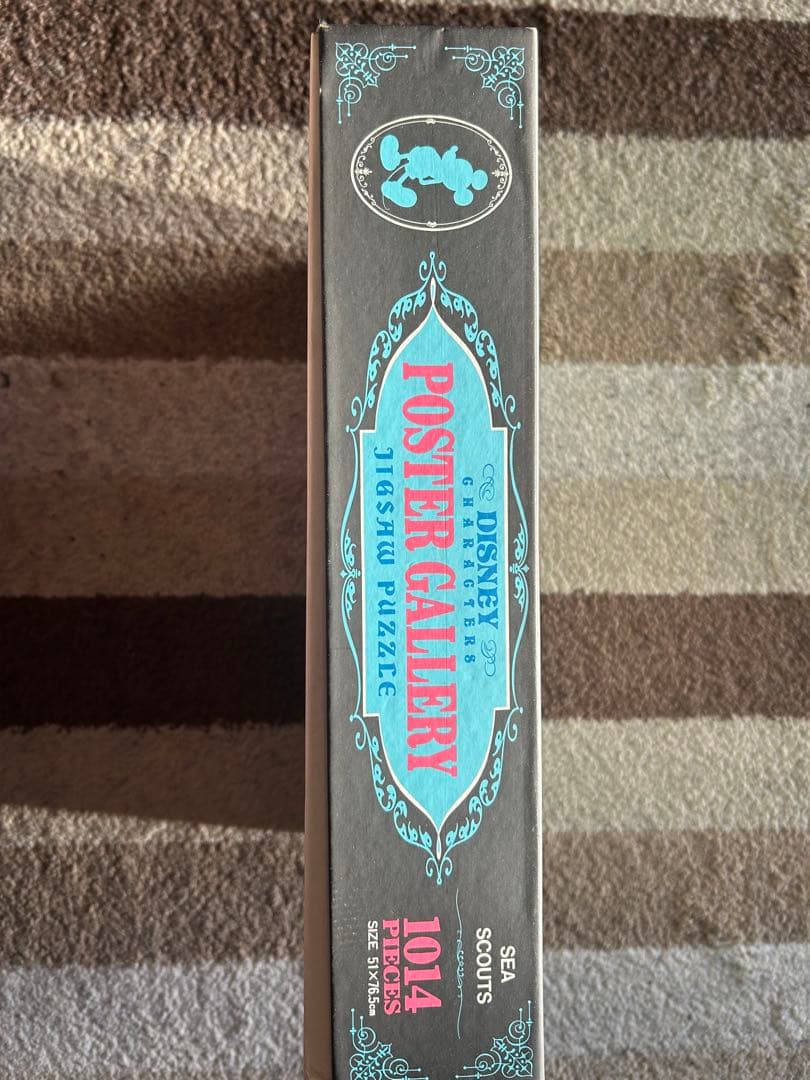 DISNEY
CHARACTERS
POSTER GALLERY
JIGSAW PUZZLE
SEA
SCOUTS
1014
PIECES
SIZE 51×76.5cm